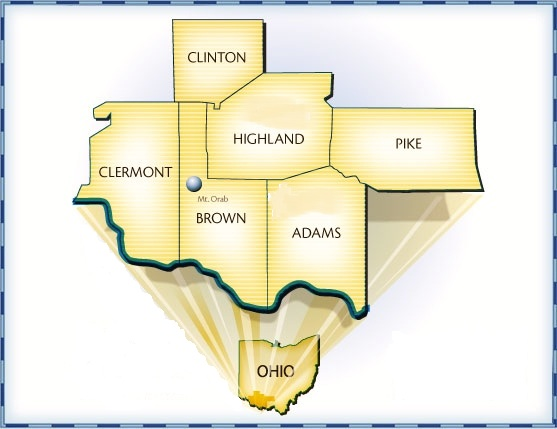 CLINTON
HIGHLAND
PIKE
CLERMONT
Mt. Orab
BROWN
ADAMS
OHIO